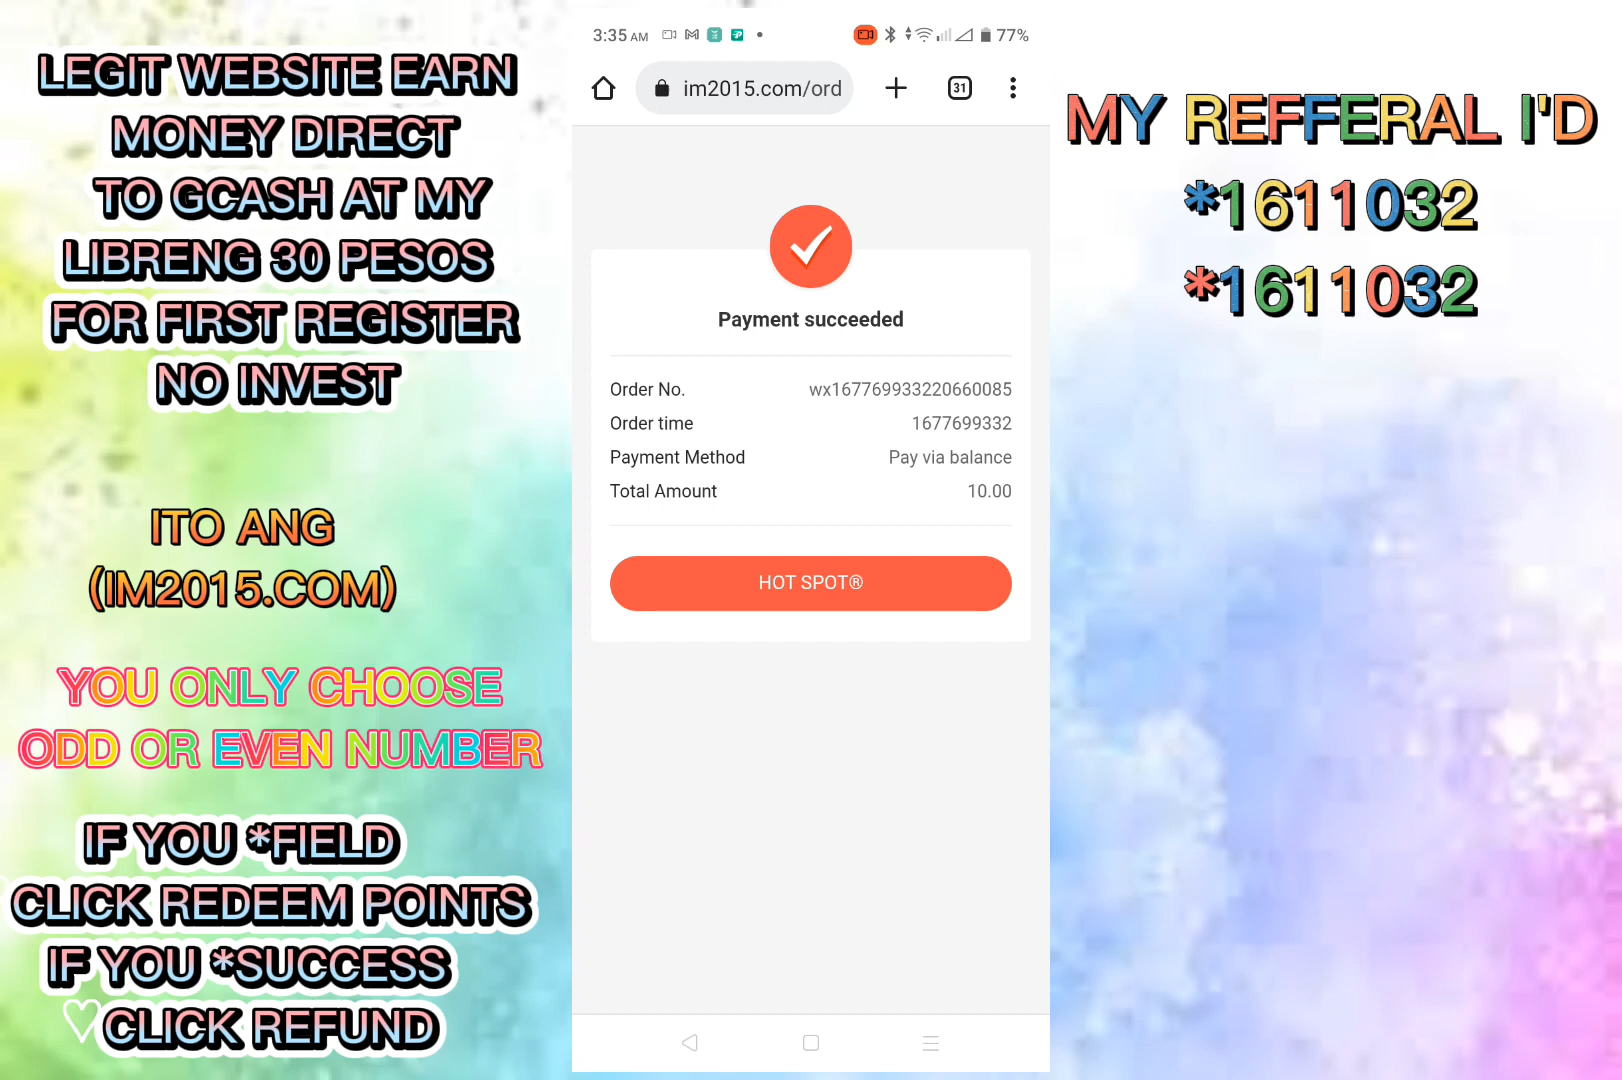 LEGIT WEBSITE EARN
MONEY DIRECT
TO GCASH AT MY
LIBRENG 30 PESOS
FOR FIRST REGISTER
NO INVEST
ITO ANG
(IM2015.COM)
YOU ONLY CHOOSE
ODD OR EVEN NUMBER
IF YOU *FIELD
CLICK REDEEM POINTS
IF YOU *SUCCESS
♡CLICK REFUND
3:35 AM
77%
im2015.com/ord
31
Payment succeeded
Order No. wx167769933220660085
Order time 1677699332
Payment Method Pay via balance
Total Amount 10.00
HOT SPOT®
MY REFFERAL I'D
*1611032
*1611032